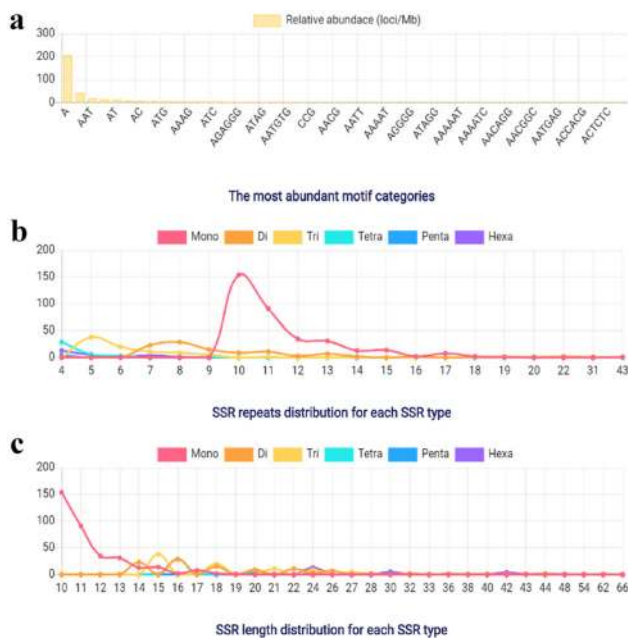 a
Relative abundace (loci/Mb)
300
200
100
0
A AAT AT AC ATG AAAG ATC AGAGGG ATAG AATGTG CCG AACG AATT AAAAT AGGGG ATAGG AAAAAT AAAATC AACAGG AACGGC AATGAG ACCACG ACTCTC
The most abundant motif categories
b
Mono Di Tri Tetra Penta Hexa
200
150
100
50
0
4 5 6 7 8 9 10 11 12 13 14 15 16 17 18 19 20 22 31 43
SSR repeats distribution for each SSR type
c
Mono Di Tri Tetra Penta Hexa
200
150
100
50
0
10 11 12 13 14 15 16 17 18 19 20 21 22 24 26 27 28 30 32 33 36 38 40 42 43 44 48 54 62 66
SSR length distribution for each SSR type